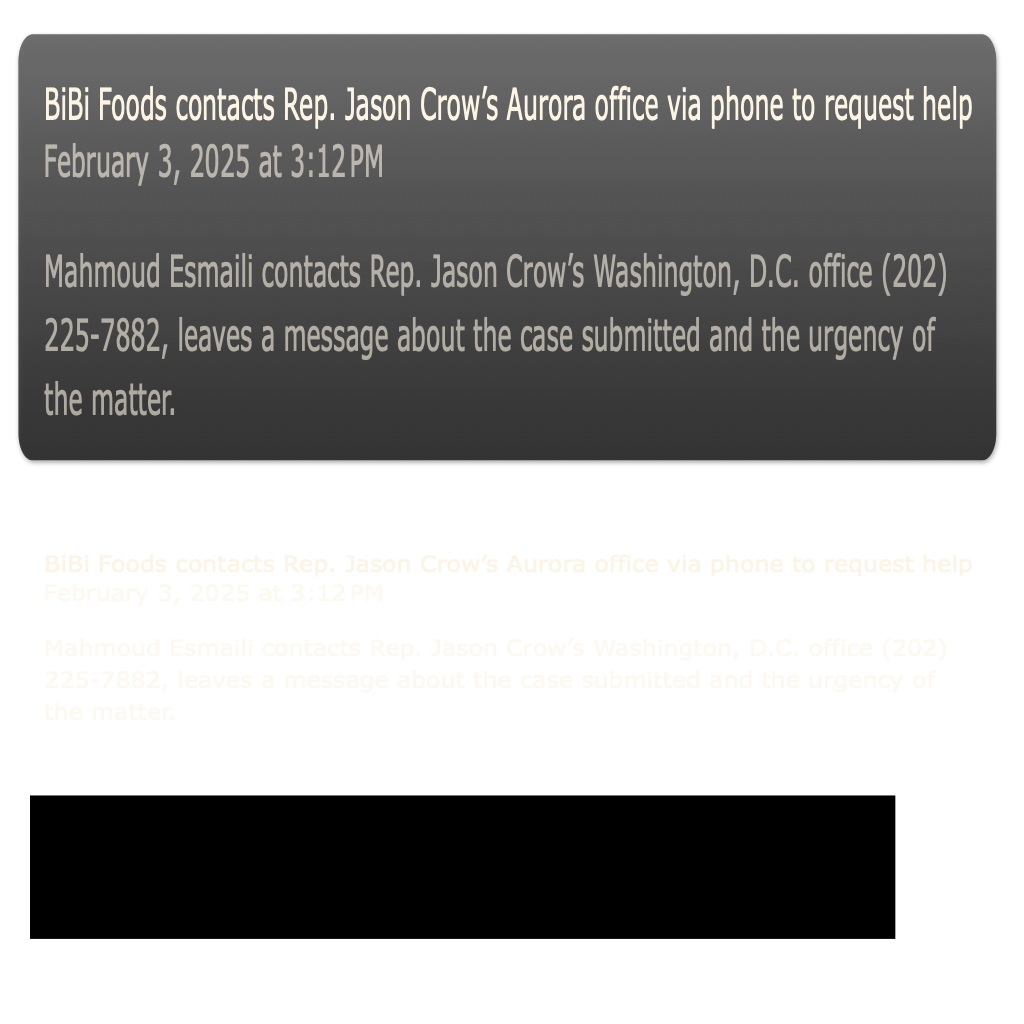 BiBi Foods contacts Rep. Jason Crow’s Aurora office via phone to request help
February 3, 2025 at 3:12 PM
Mahmoud Esmaili contacts Rep. Jason Crow’s Washington, D.C. office (202)
225-7882, leaves a message about the case submitted and the urgency of
the matter.
BiBi Foods contacts Rep. Jason Crow’s Aurora office via phone to request help
February 3, 2025 at 3:12 PM
Mahmoud Esmaili contacts Rep. Jason Crow’s Washington, D.C. office (202)
225-7882, leaves a message about the case submitted and the urgency of
the matter.